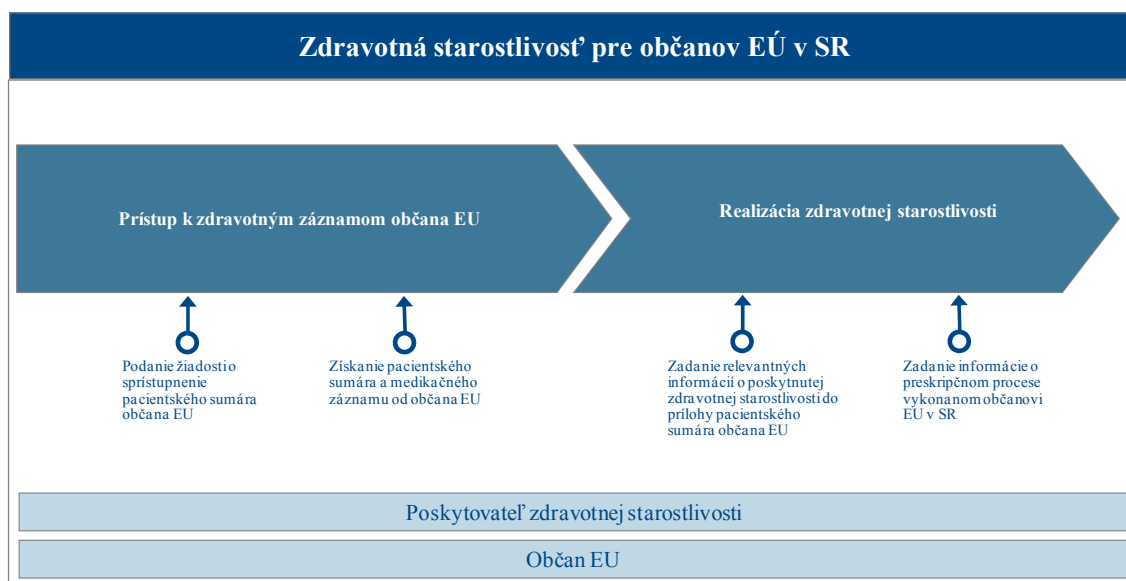 Zdravotná starostlivosť pre občanov EÚ v SR
Prístup k zdravotným záznamom občana EU
Realizácia zdravotnej starostlivosti
Podanie žiadosti o
sprístupnenie
pacientského sumára
občana EU
Získanie pacientského
sumára a medikačného
záznamu od občana EU
Zadanie relevantných
informácií o poskytnutej
zdravotnej starostlivosti do
prílohy pacientského
sumára občana EU
Zadanie informácie o
preskripčnom procese
vykonanom občanovi
EU v SR
Poskytovateľ zdravotnej starostlivosti
Občan EU